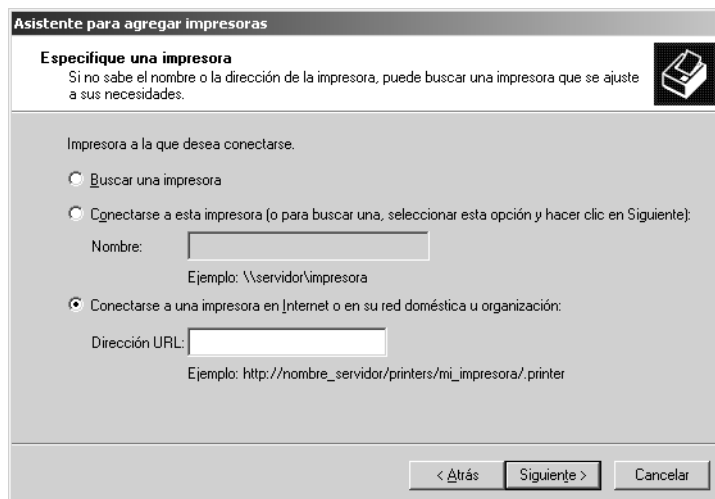 Asistente para agregar impresoras
Especifique una impresora
Si no sabe el nombre o la dirección de la impresora, puede buscar una impresora que se ajuste
a sus necesidades.
Impresora a la que desea conectarse.
Buscar una impresora
Conectarse a esta impresora (o para buscar una, seleccionar esta opción y hacer clic en Siguiente):
Nombre:
Ejemplo: \\servidor\impresora
Conectarse a una impresora en Internet o en su red doméstica u organización:
Dirección URL:
Ejemplo: http://nombre_servidor/printers/mi_impresora/.printer
< Atrás Siguiente > Cancelar